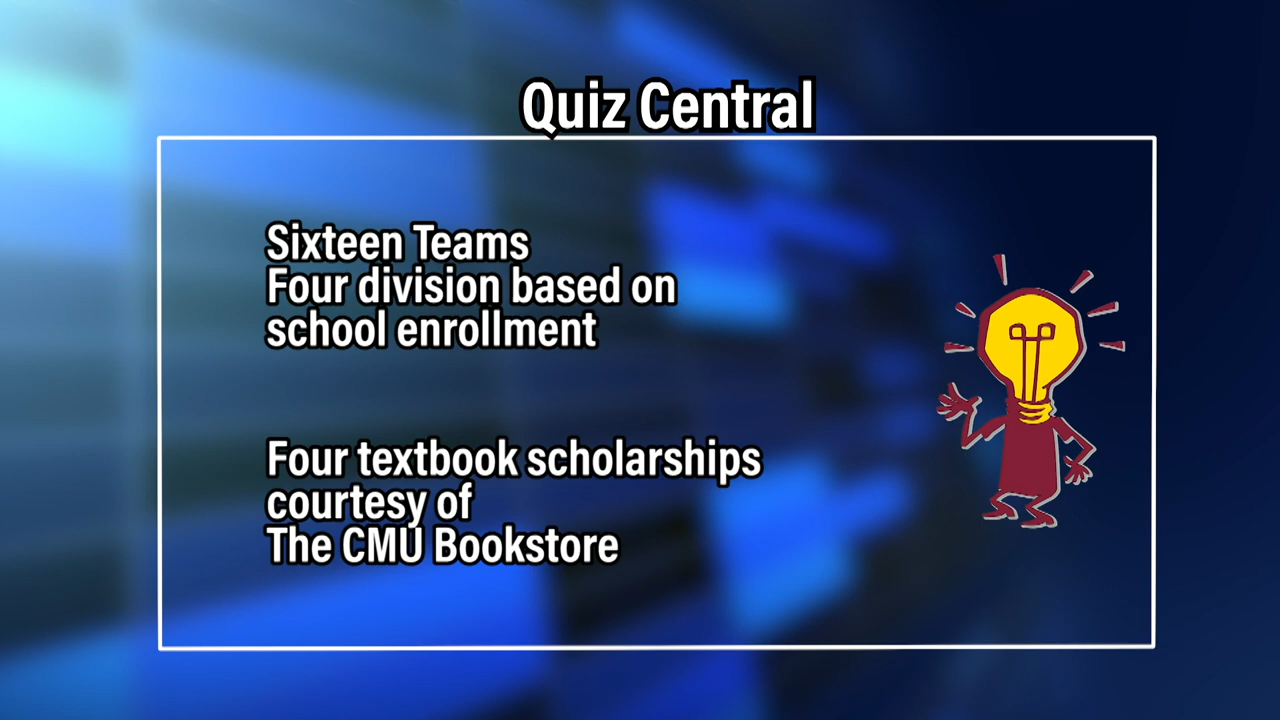 Quiz Central
Sixteen Teams
Four division based on
school enrollment
Four textbook scholarships
courtesy of
The CMU Bookstore